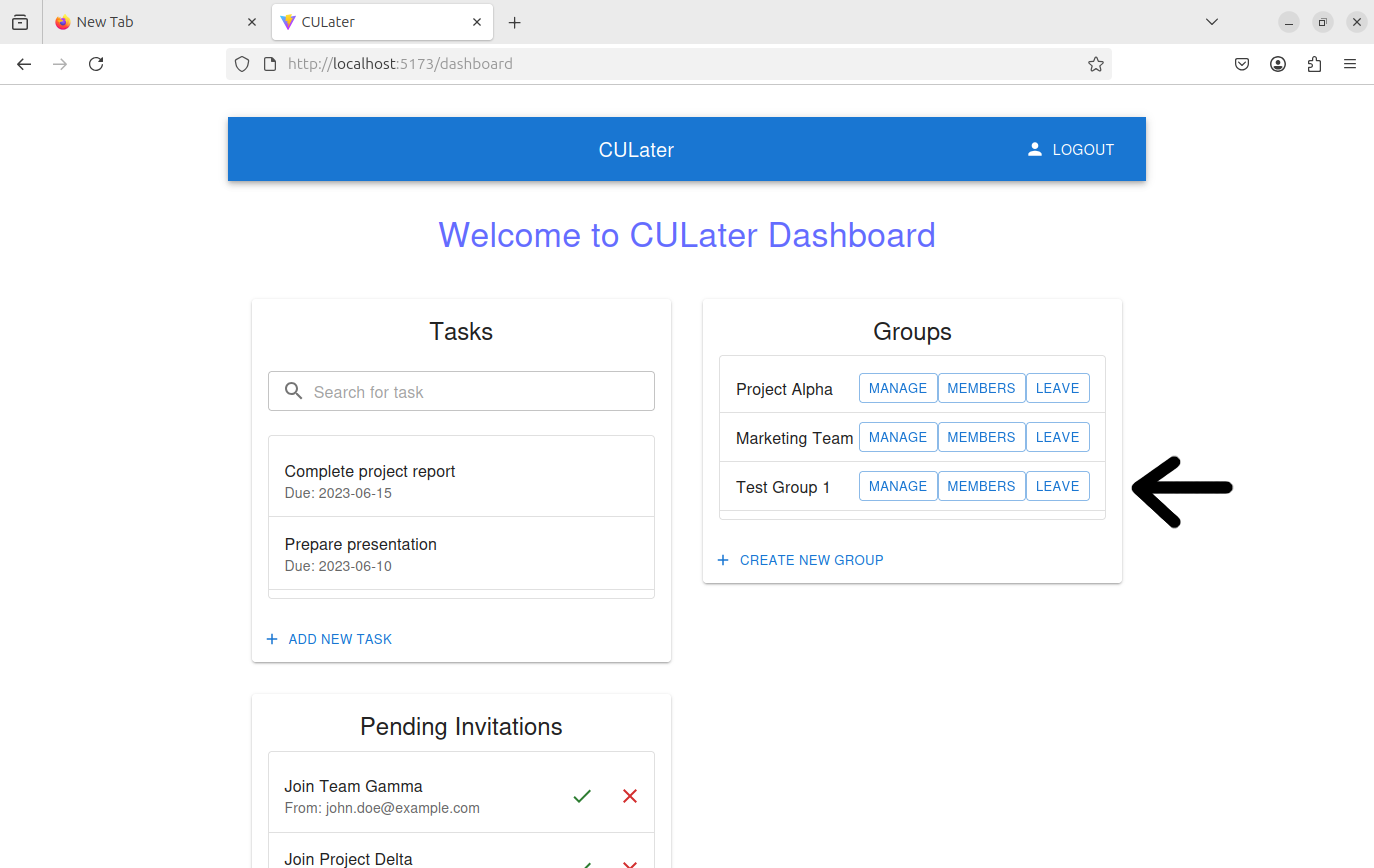 New Tab
CULater
http://localhost:5173/dashboard
CULater
LOGOUT
Welcome to CULater Dashboard
Tasks
Search for task
Complete project report
Due: 2023-06-15
Prepare presentation
Due: 2023-06-10
ADD NEW TASK
Groups
Project Alpha MANAGE MEMBERS LEAVE
Marketing Team MANAGE MEMBERS LEAVE
Test Group 1 MANAGE MEMBERS LEAVE
CREATE NEW GROUP
Pending Invitations
Join Team Gamma
From: john.doe@example.com
Join Project Delta